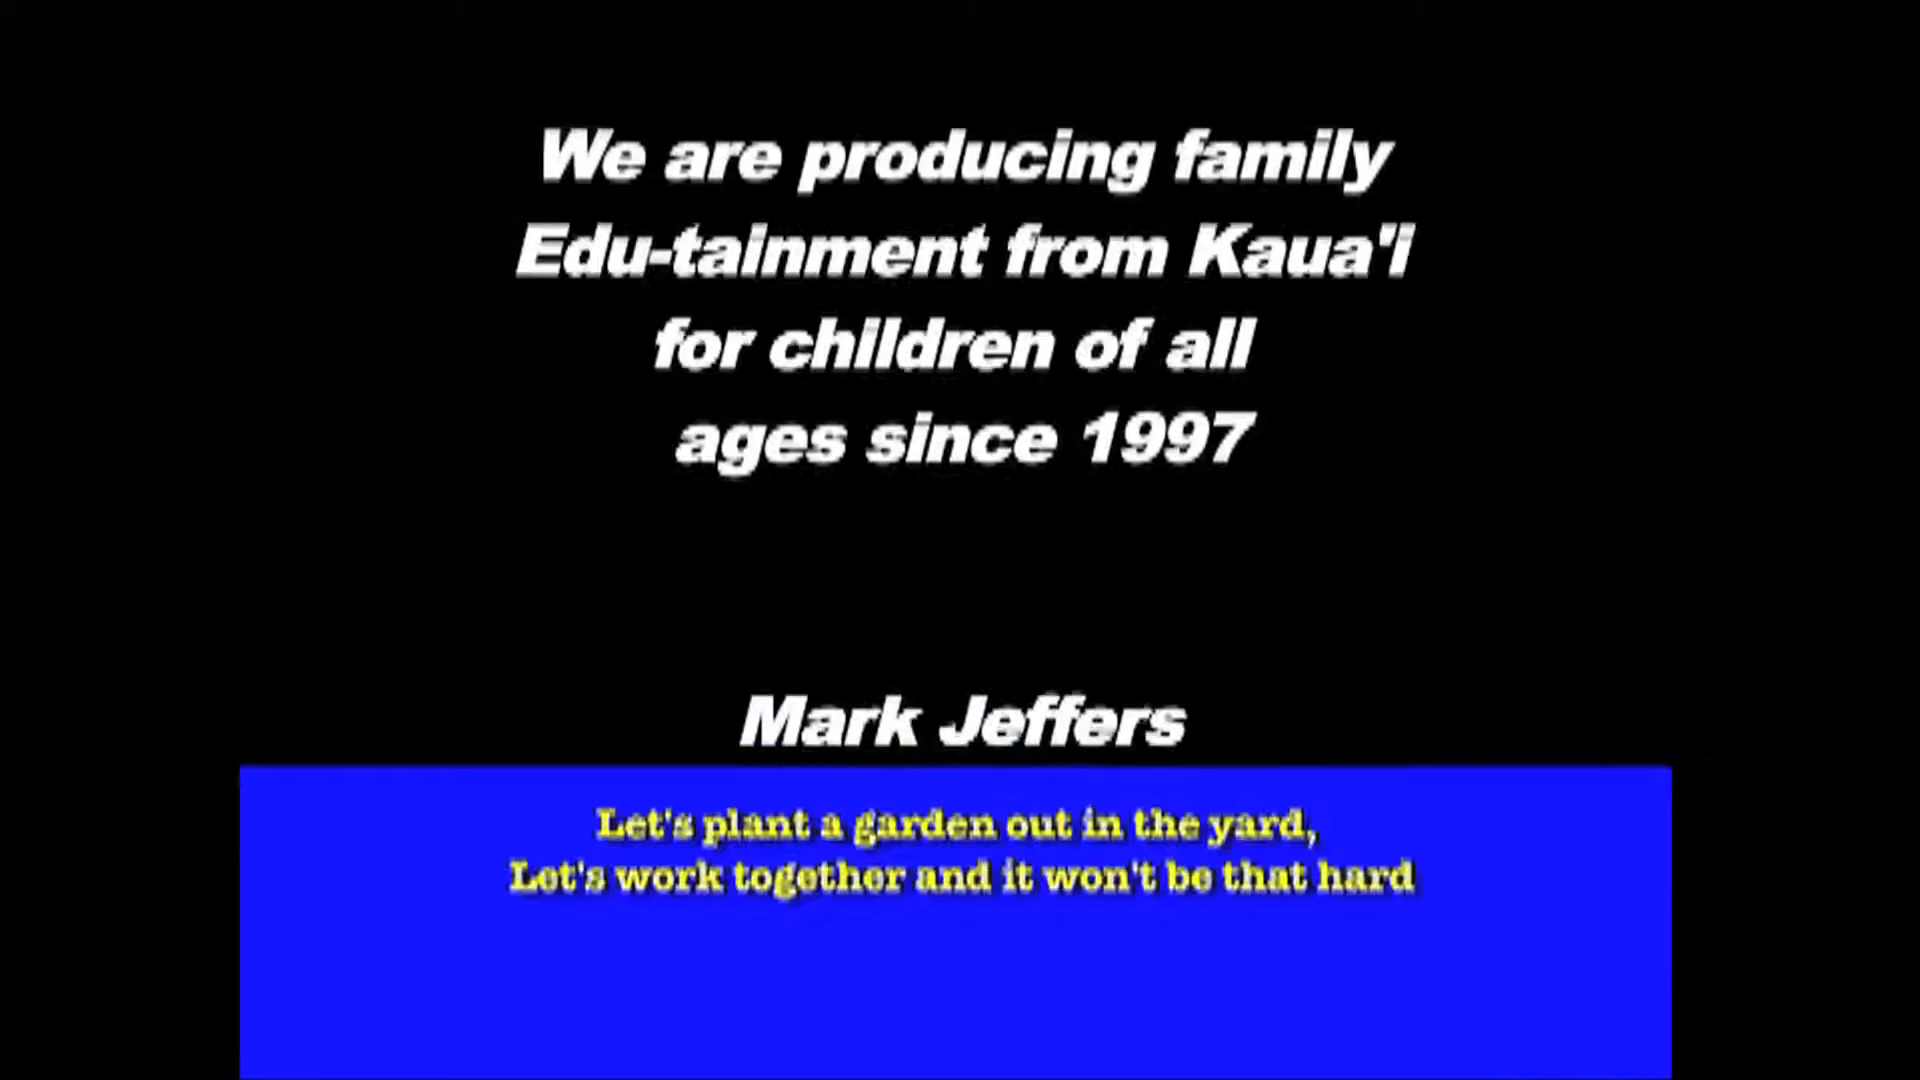 We are producing family
Edu-tainment from Kaua'i
for children of all
ages since 1997
Mark Jeffers
Let's plant a garden out in the yard,
Let's work together and it won't be that hard